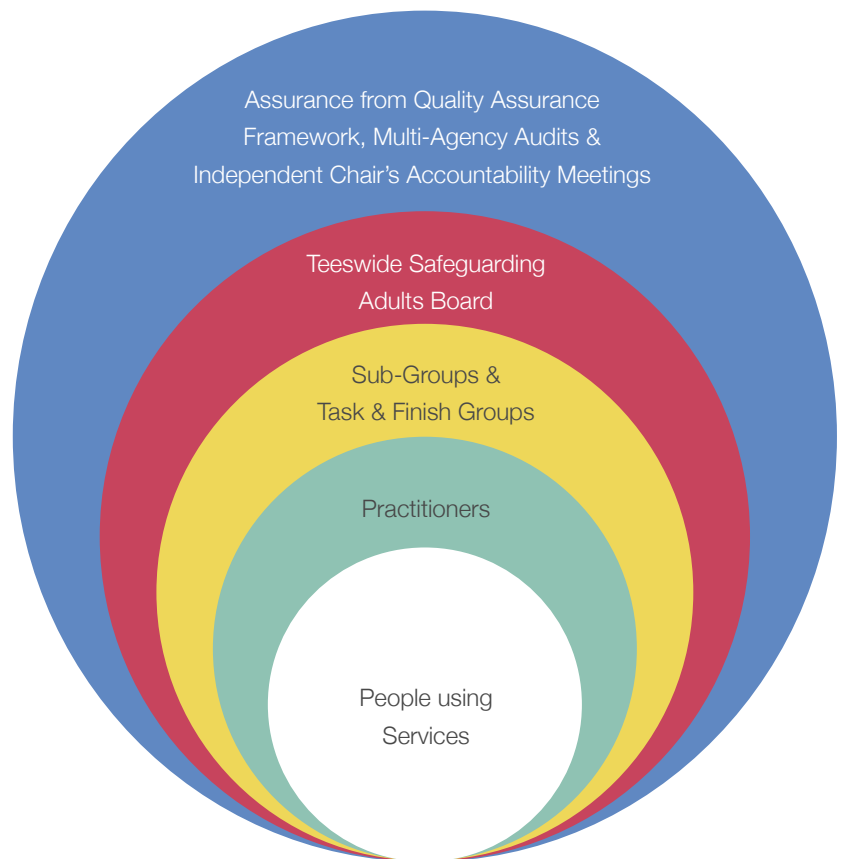 Assurance from Quality Assurance
Framework, Multi-Agency Audits &
Independent Chair's Accountability Meetings
Teeswide Safeguarding
Adults Board
Sub-Groups &
Task & Finish Groups
Practitioners
People using
Services